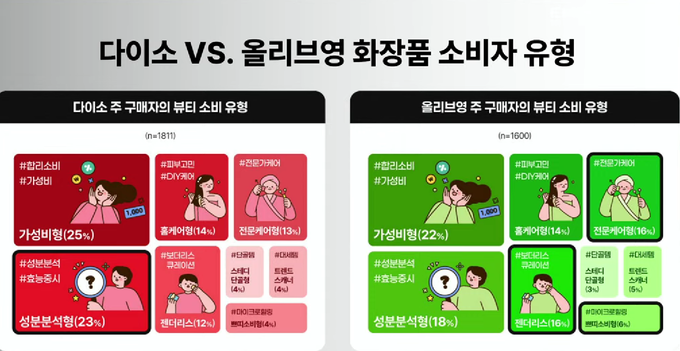 다이소 VS. 올리브영 화장품 소비자 유형
다이소 주 구매자의 뷰티 소비 유형
(n=1811)
#합리소비
#가성비
1,000
가성비형(25%)
#피부고민
#DIY케어
홈케어형(14%)
#전문가케어
전문케어형(13%)
#성분분석
#효능중시
?
성분분석형(23%)
#보더리스
큐레이션
젠더리스(12%)
#단골템
스테디
단골형
(4%)
#대세템
트렌드
스캐너
(4%)
#마이크로힐링
쁘띠소비형(4%)
올리브영 주 구매자의 뷰티 소비 유형
(n=1600)
#합리소비
#가성비
1,000
가성비형(22%)
#피부고민
#DIY케어
홈케어형(14%)
#전문가케어
전문케어형(16%)
#성분분석
#효능중시
?
성분분석형(18%)
#보더리스
큐레이션
젠더리스(16%)
#단골템
스테디
단골형
(3%)
#대세템
트렌드
스캐너
(5%)
#마이크로힐링
쁘띠소비형(6%)